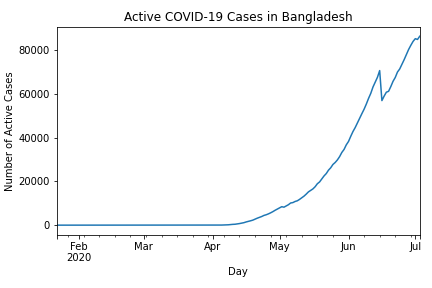 Active COVID-19 Cases in Bangladesh
Number of Active Cases
80000
60000
40000
20000
0
Feb Mar Apr May Jun Jul
2020
Day